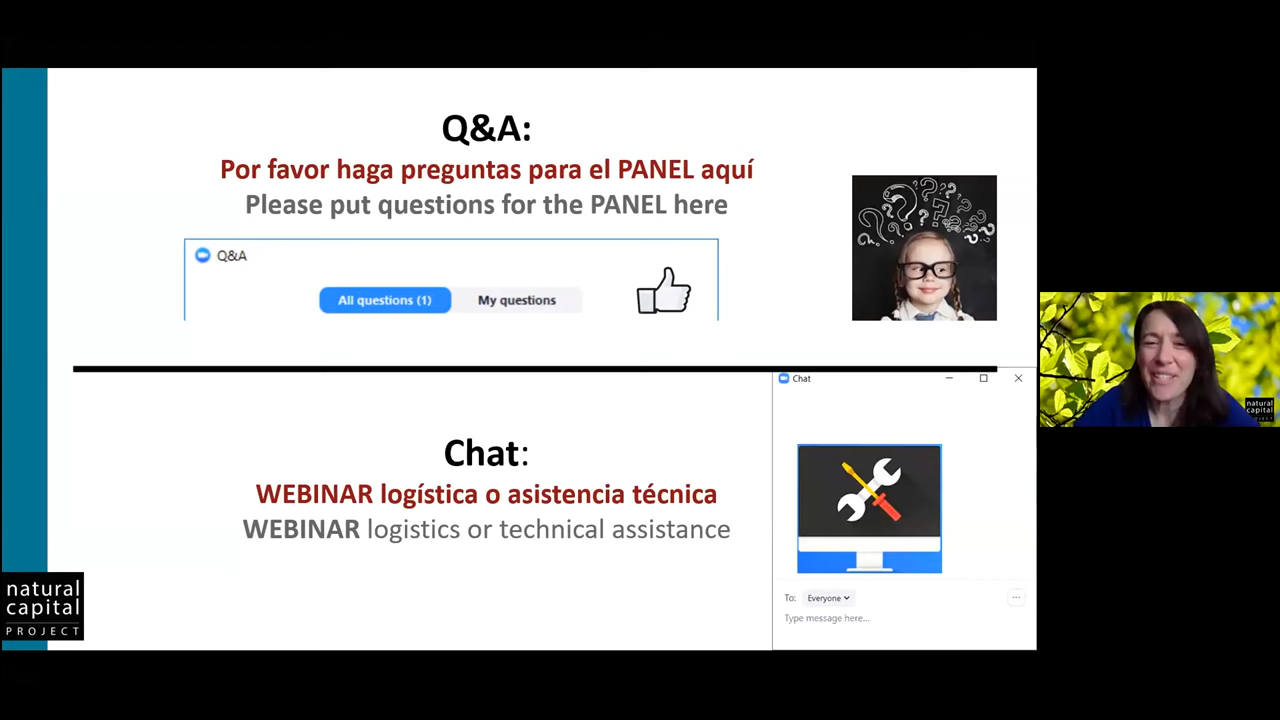 Q&A:
Por favor haga preguntas para el PANEL aquí
Please put questions for the PANEL here
Q&A
All questions (1)
My questions
Chat
Chat:
WEBINAR logística o asistencia técnica
WEBINAR logistics or technical assistance
To: Everyone
Type message here...
natural
capital
PROJECT
natural
capital
PROJECT